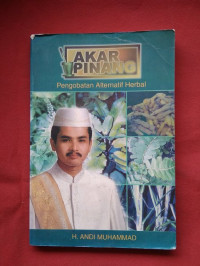 AKAR
PINANG
Pengobatan Alternatif Herbal
H. ANDI MUHAMMAD